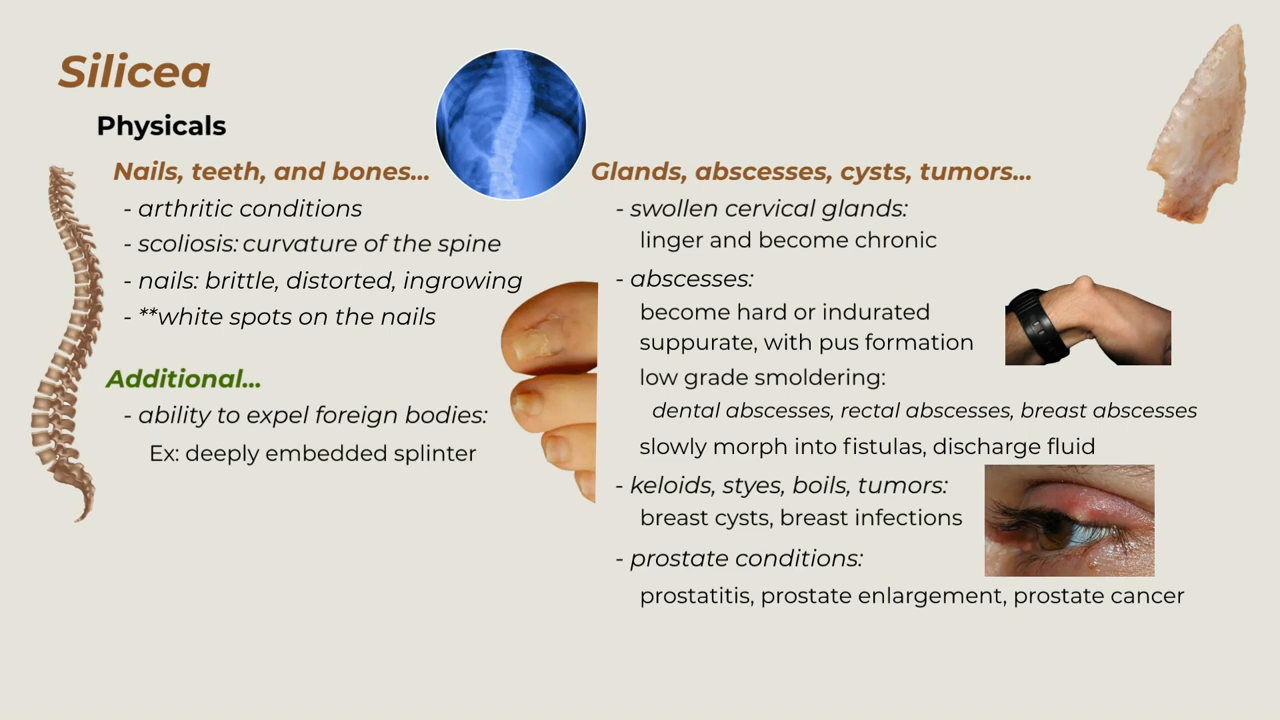 Silicea
Physicals
Nails, teeth, and bones...
- arthritic conditions
- scoliosis: curvature of the spine
- nails: brittle, distorted, ingrowing
- **white spots on the nails
Additional...
- ability to expel foreign bodies:
Ex: deeply embedded splinter
Glands, abscesses, cysts, tumors...
- swollen cervical glands:
linger and become chronic
- abscesses:
become hard or indurated
suppurate, with pus formation
low grade smoldering:
dental abscesses, rectal abscesses, breast abscesses
slowly morph into fistulas, discharge fluid
- keloids, styes, boils, tumors:
breast cysts, breast infections
- prostate conditions:
prostatitis, prostate enlargement, prostate cancer